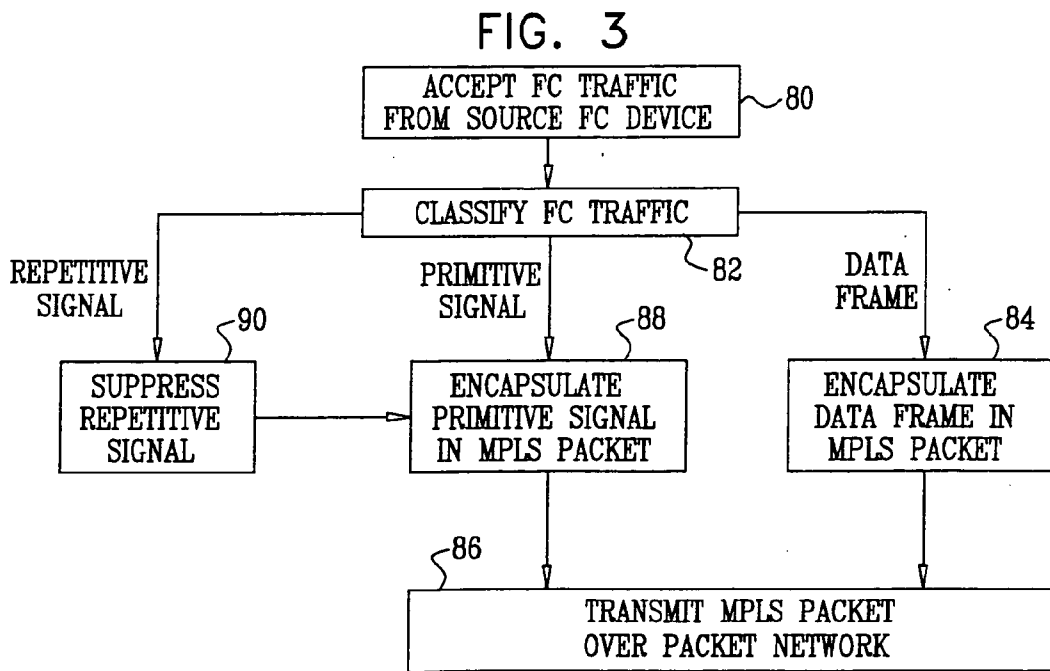 FIG. 3
ACCEPT FC TRAFFIC
FROM SOURCE FC DEVICE
80
CLASSIFY FC TRAFFIC
82
REPETITIVE
SIGNAL
PRIMITIVE
SIGNAL
DATA
FRAME
90
SUPPRESS
REPETITIVE
SIGNAL
88
ENCAPSULATE
PRIMITIVE SIGNAL
IN MPLS PACKET
84
ENCAPSULATE
DATA FRAME IN
MPLS PACKET
86
TRANSMIT MPLS PACKET
OVER PACKET NETWORK